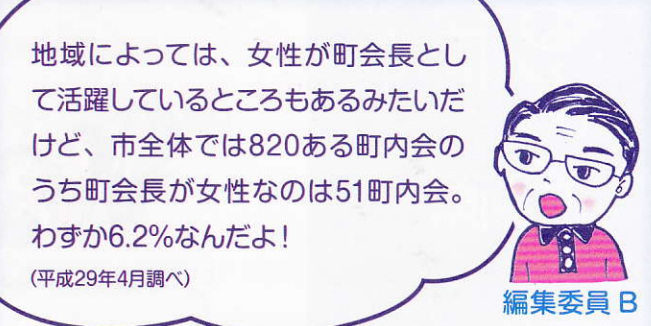 地域によっては、女性が町会長とし
て活躍しているところもあるみたいだ
けど、市全体では820ある町内会の
うち町会長が女性なのは51町内会。
わずか6.2%なんだよ！
(平成29年4月調べ)
編集委員 B